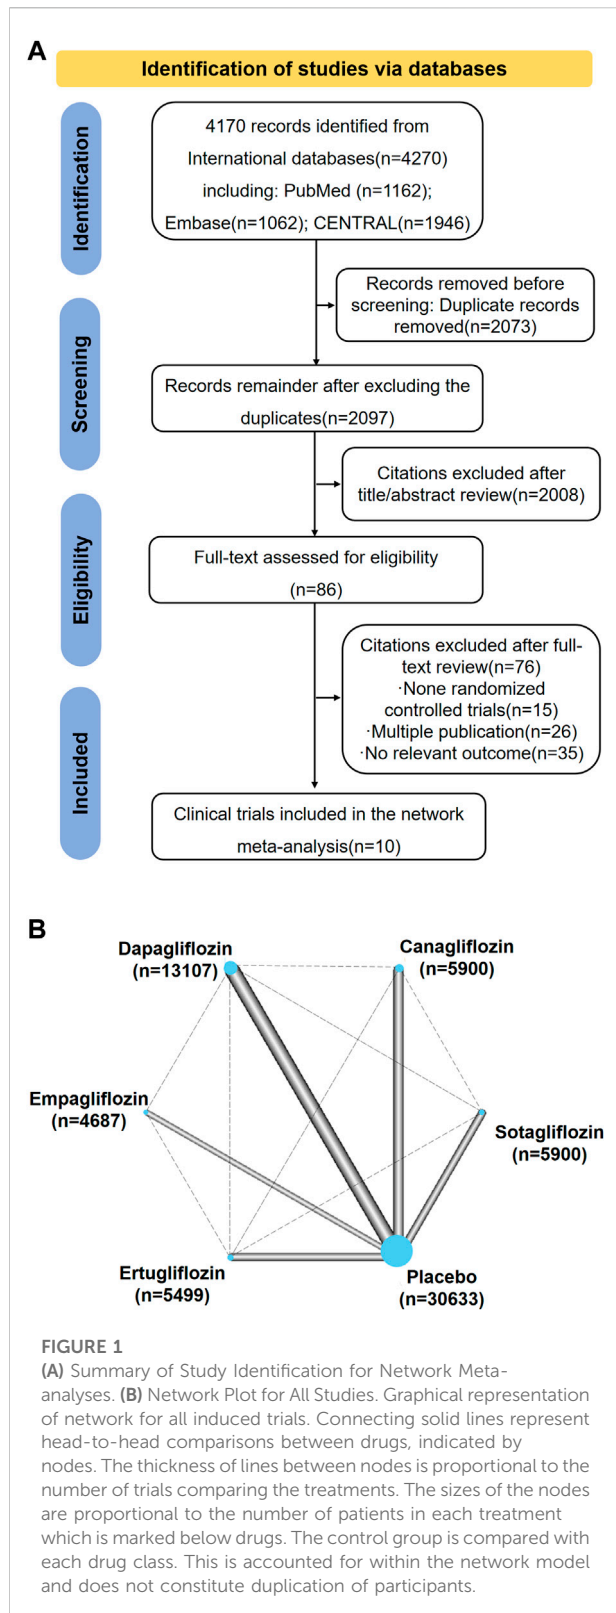 A
Identification of studies via databases
Identification
4170 records identified from
International databases(n=4270)
including: PubMed (n=1162);
Embase(n=1062); CENTRAL(n=1946)
Records removed before
screening: Duplicate records
removed(n=2073)
Screening
Records remainder after excluding the
duplicates(n=2097)
Citations excluded after
title/abstract review(n=2008)
Eligibility
Full-text assessed for eligibility
(n=86)
Citations excluded after full-
text review(n=76)
·None randomized
controlled trials(n=15)
·Multiple publication(n=26)
·No relevant outcome(n=35)
Included
Clinical trials included in the network
meta-analysis(n=10)
B
Dapagliflozin
(n=13107)
Canagliflozin
(n=5900)
Empagliflozin
(n=4687)
Sotagliflozin
(n=5900)
Ertugliflozin
(n=5499)
Placebo
(n=30633)
FIGURE 1
(A) Summary of Study Identification for Network Meta-
analyses. (B) Network Plot for All Studies. Graphical representation
of network for all induced trials. Connecting solid lines represent
head-to-head comparisons between drugs, indicated by
nodes. The thickness of lines between nodes is proportional to the
number of trials comparing the treatments. The sizes of the nodes
are proportional to the number of patients in each treatment
which is marked below drugs. The control group is compared with
each drug class. This is accounted for within the network model
and does not constitute duplication of participants.